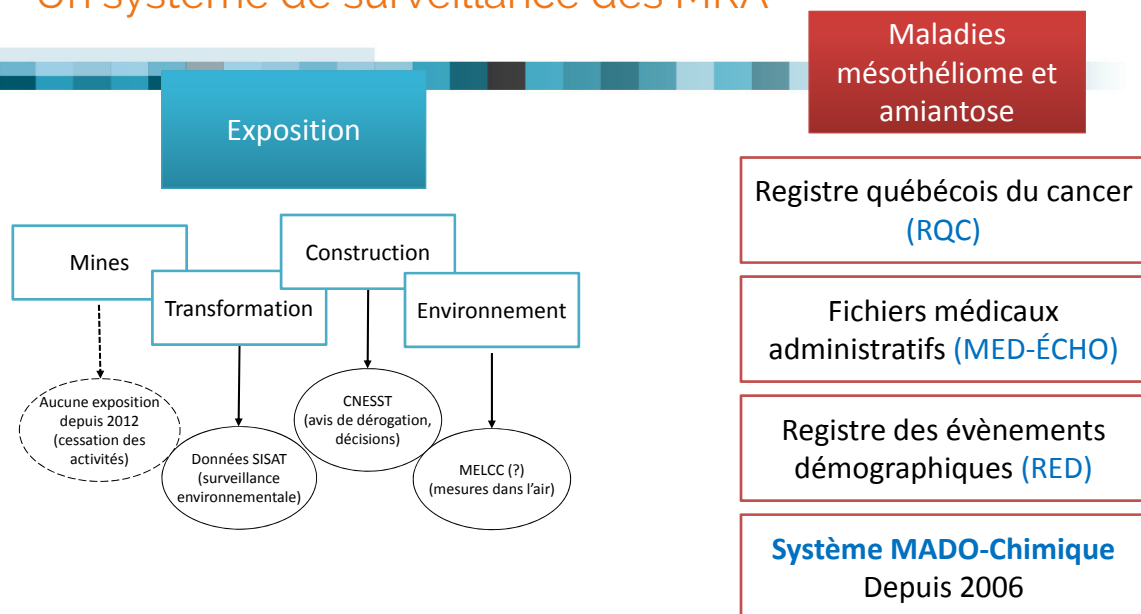 Un système de surveillance des MRA
Exposition
Mines
Transformation
Construction
Environnement
Aucune exposition
depuis 2012
(cessation des
activités)
Données SISAT
(surveillance
environnementale)
CNESST
(avis de dérogation,
décisions)
MELCC (?)
(mesures dans l'air)
Maladies
mésothéliome et
amiantose
Registre québécois du cancer
(RQC)
Fichiers médicaux
administratifs (MED-ÉCHO)
Registre des évènements
démographiques (RED)
Système MADO-Chimique
Depuis 2006